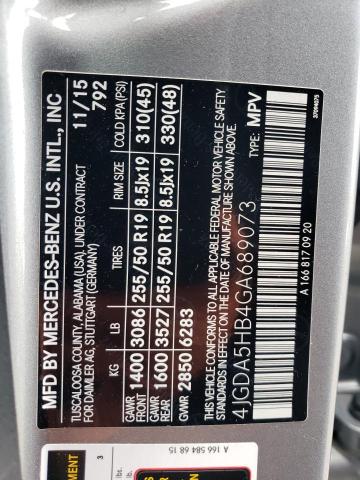 MFD BY MERCEDES-BENZ U.S. INTL., INC
TUSCALOOSA COUNTY, ALABAMA (USA), UNDER CONTRACT
FOR DAIMLER AG, STUTTGART (GERMANY)
11/15
792
KG LB TIRES RIM SIZE COLD KPA(PSI)
GAWR FRONT 1400 3086 255/50 R19 8.5Jx19 310(45)
GAWR REAR 1600 3527 255/50 R19 8.5Jx19 330(48)
GVWR 2850 6283
THIS VEHICLE CONFORMS TO ALL APPLICABLE FEDERAL MOTOR VEHICLE SAFETY
STANDARDS IN EFFECT ON THE DATE OF MANUFACTURE SHOWN ABOVE.
4JGDA5HB4GA689073
TYPE: MPV
A 166 817 09 20
37094075
A 166 584 68 15
3
lbs.